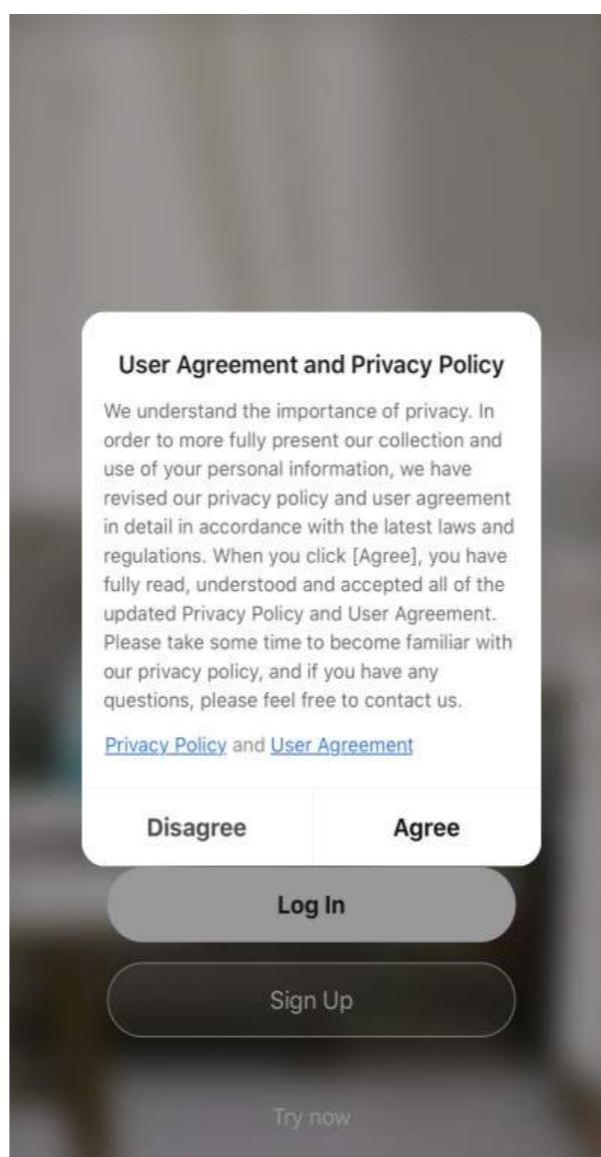 User Agreement and Privacy Policy
We understand the importance of privacy. In
order to more fully present our collection and
use of your personal information, we have
revised our privacy policy and user agreement
in detail in accordance with the latest laws and
regulations. When you click [Agree], you have
fully read, understood and accepted all of the
updated Privacy Policy and User Agreement.
Please take some time to become familiar with
our privacy policy, and if you have any
questions, please feel free to contact us.
Privacy Policy and User Agreement
Disagree Agree
Log In
Sign Up
Try now